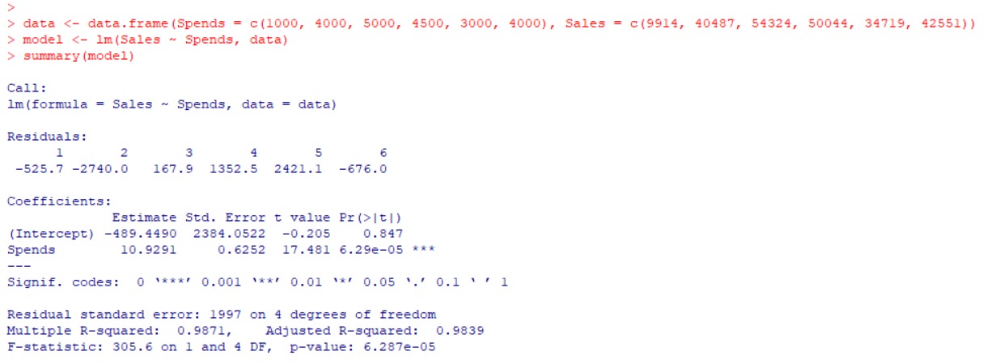 >
> data <- data.frame(Spends = c(1000, 4000, 5000, 4500, 3000, 4000), Sales = c(9914, 40487, 54324, 50044, 34719, 42551))
> model <- lm(Sales ~ Spends, data)
> summary(model)
Call:
lm(formula = Sales ~ Spends, data = data)
Residuals:
1 2 3 4 5 6
-525.7 -2740.0 167.9 1352.5 2421.1 -676.0
Coefficients:
Estimate Std. Error t value Pr(>|t|)
(Intercept) -489.4490 2384.0522 -0.205 0.847
Spends 10.9291 0.6252 17.481 6.29e-05 ***
---
Signif. codes: 0 ‘***’ 0.001 ‘**’ 0.01 ‘*’ 0.05 ‘.’ 0.1 ‘ ’ 1
Residual standard error: 1997 on 4 degrees of freedom
Multiple R-squared: 0.9871, Adjusted R-squared: 0.9839
F-statistic: 305.6 on 1 and 4 DF, p-value: 6.287e-05